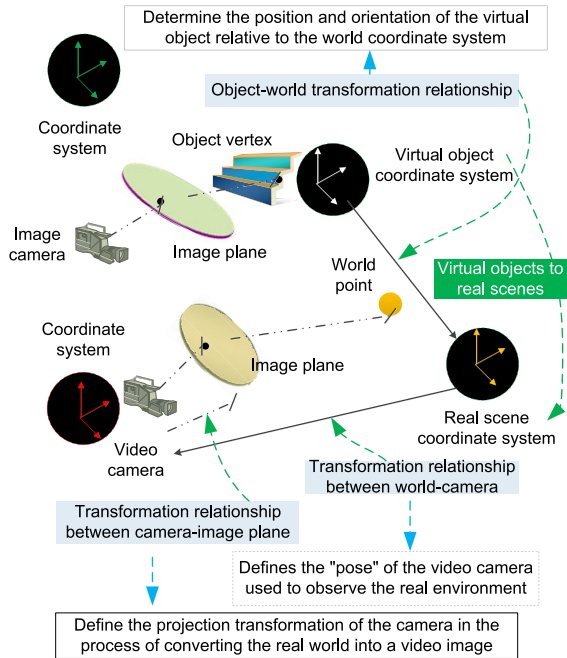 Determine the position and orientation of the virtual
object relative to the world coordinate system
Object-world transformation relationship
Coordinate
system
Object vertex
Virtual object
coordinate system
Image
camera
Image plane
World
point
Virtual objects to
real scenes
Coordinate
system
Image plane
Video
camera
Real scene
coordinate system
Transformation relationship
between world-camera
Transformation relationship
between camera-image plane
Defines the "pose" of the video camera
used to observe the real environment
Define the projection transformation of the camera in the
process of converting the real world into a video image